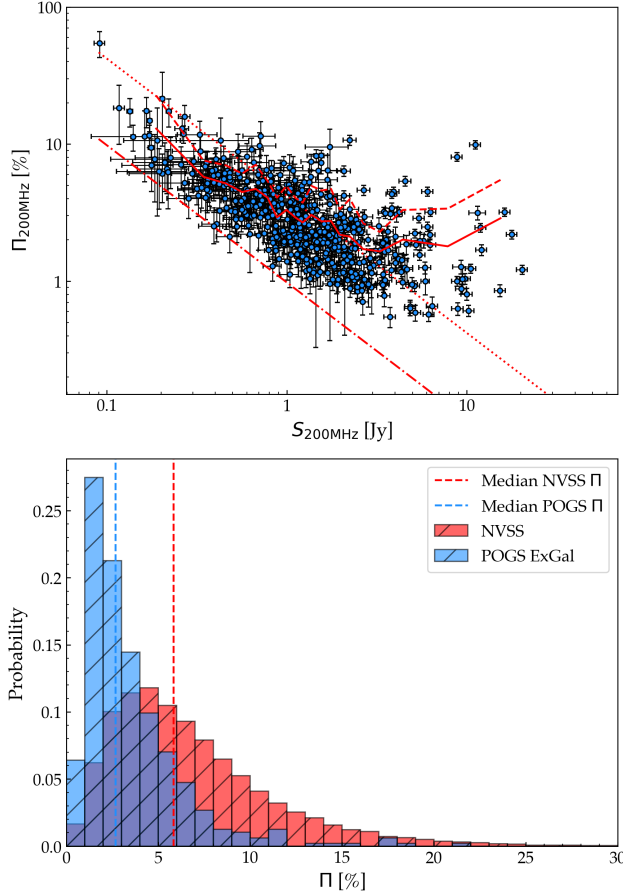 100
10
1
Π200MHz [%]
0.1
1
10
S200MHz [Jy]
Median NVSS Π
Median POGS Π
NVSS
POGS ExGal
0.25
0.2
0.15
0.1
0.05
0.0
Probability
0
5
10
15
20
25
30
Π [%]